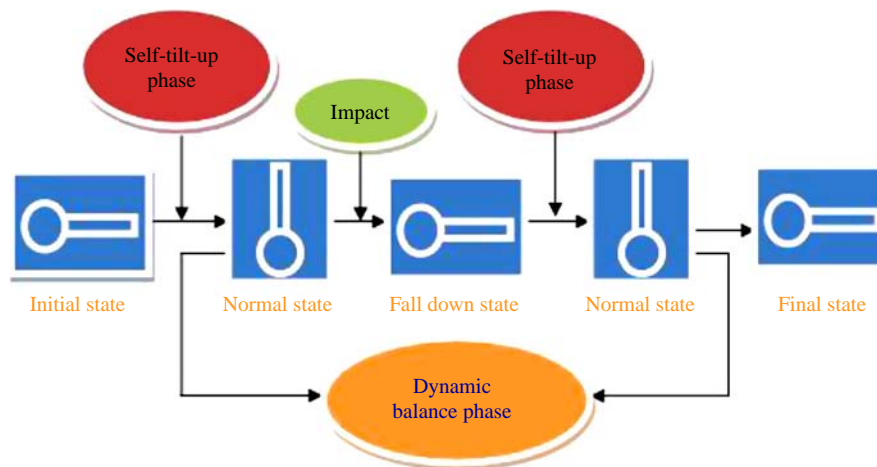 Self-tilt-up
phase
Self-tilt-up
phase
Impact
Initial state
Normal state
Fall down state
Normal state
Final state
Dynamic
balance phase